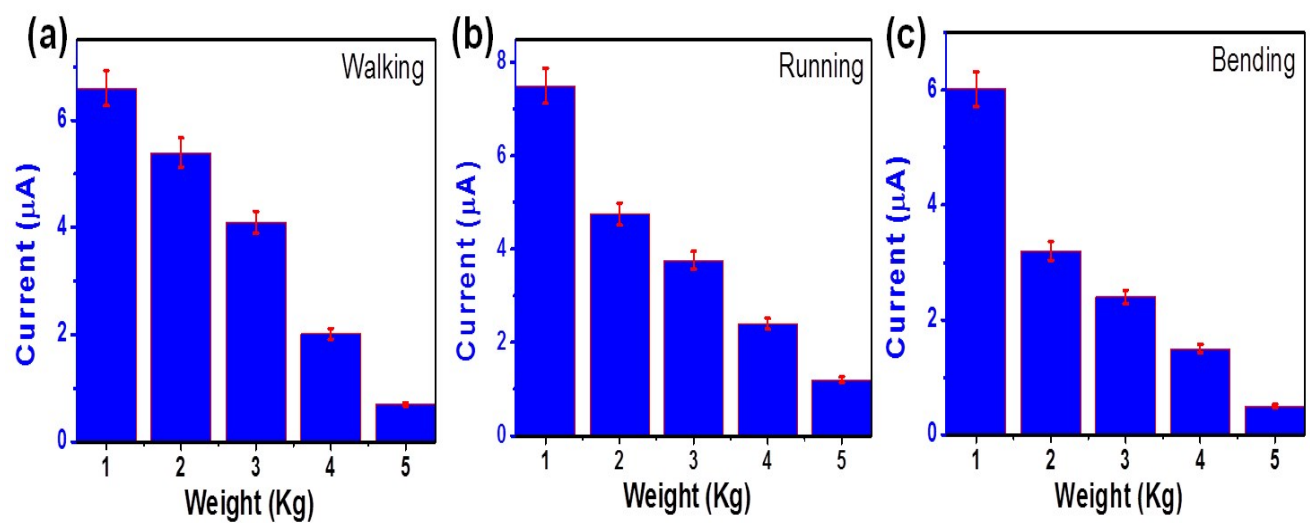 (a)
Walking
Current (μA)
6
4
2
0
1 2 3 4 5
Weight (Kg)
(b)
Running
Current (μA)
8
6
4
2
0
1 2 3 4 5
Weight (Kg)
(c)
Bending
Current (μA)
6
4
2
0
1 2 3 4 5
Weight (Kg)